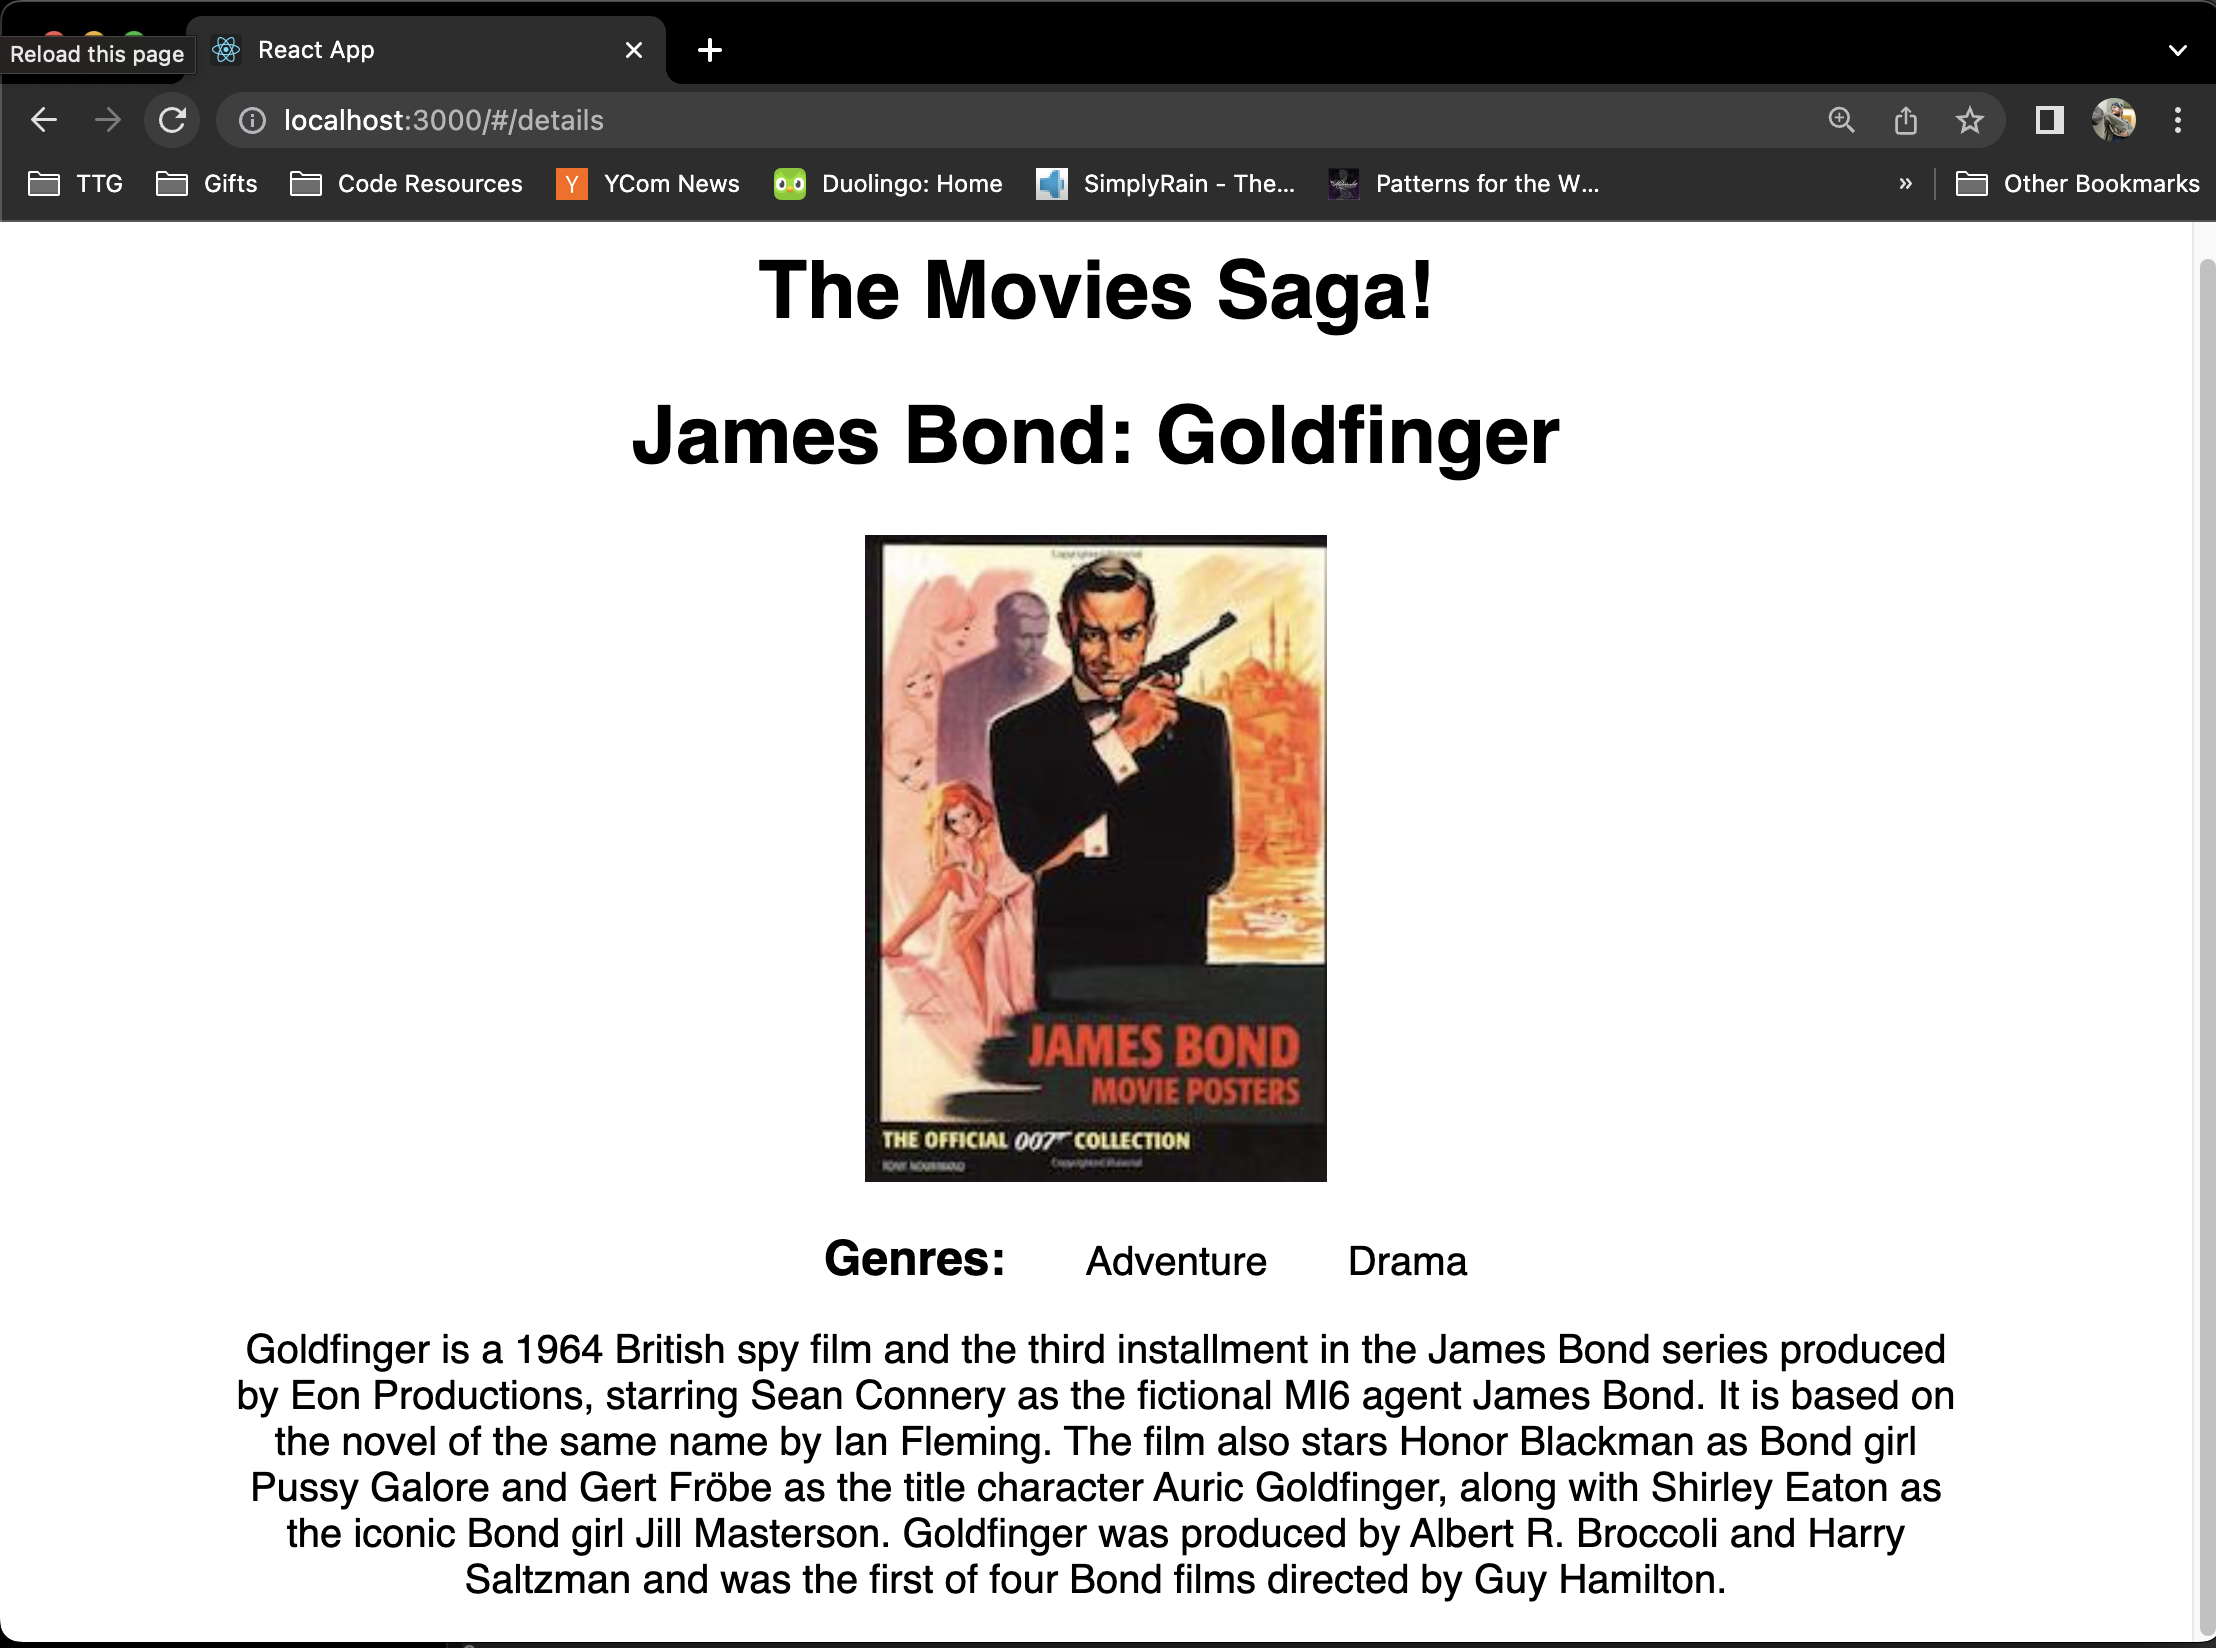 Reload this page
React App
localhost:3000/#/details
TTG
Gifts
Code Resources
Y
YCom News
Duolingo: Home
SimplyRain - The...
Patterns for the W...
»
Other Bookmarks
The Movies Saga!
James Bond: Goldfinger
Copyrighted Material
JAMES BOND
MOVIE POSTERS
THE OFFICIAL 007 COLLECTION
TONY NOURMAND
Copyrighted Material
Genres: Adventure Drama
Goldfinger is a 1964 British spy film and the third installment in the James Bond series produced
by Eon Productions, starring Sean Connery as the fictional MI6 agent James Bond. It is based on
the novel of the same name by Ian Fleming. The film also stars Honor Blackman as Bond girl
Pussy Galore and Gert Fröbe as the title character Auric Goldfinger, along with Shirley Eaton as
the iconic Bond girl Jill Masterson. Goldfinger was produced by Albert R. Broccoli and Harry
Saltzman and was the first of four Bond films directed by Guy Hamilton.